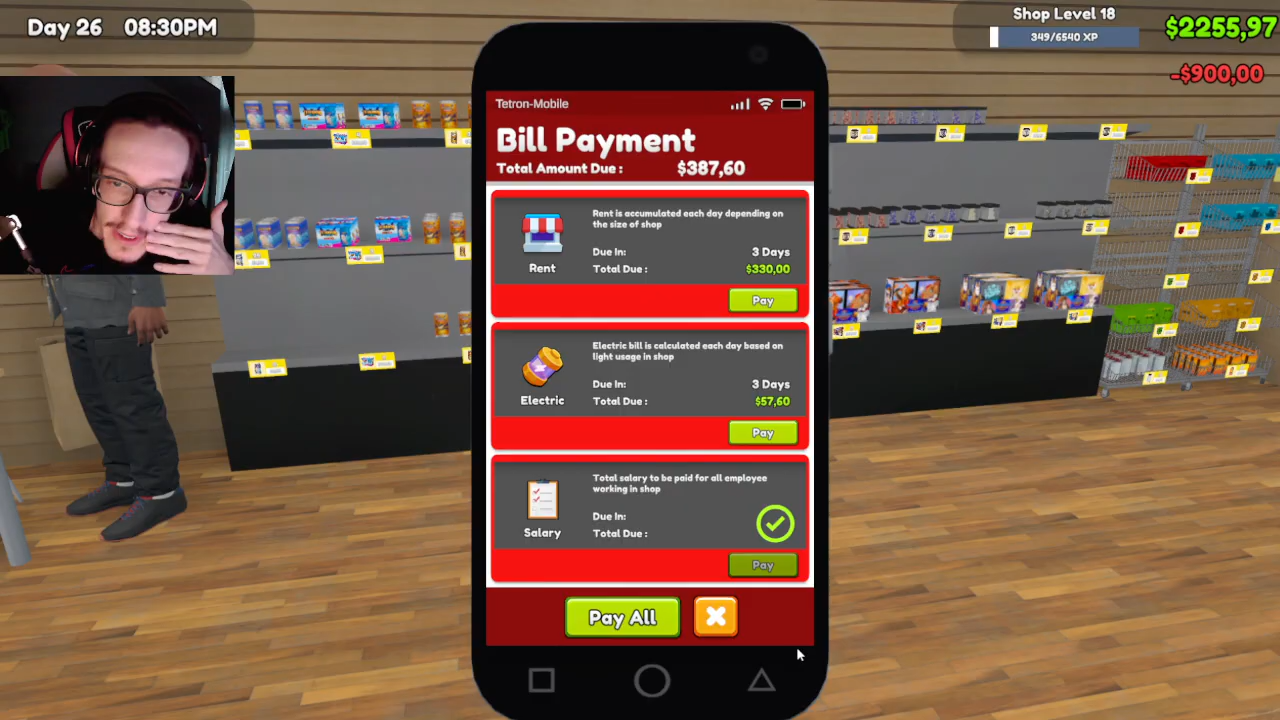 Day 26 08:30PM
Shop Level 18
349/6540 XP
$2255,97
-$900,00
Tetron-Mobile
Bill Payment
Total Amount Due : $387,60
Rent is accumulated each day depending on
the size of shop
Due In: 3 Days
Total Due : $330,00
Rent
Pay
Electric bill is calculated each day based on
light usage in shop
Due In: 3 Days
Total Due : $57,60
Electric
Pay
Total salary to be paid for all employee
working in shop
Due In:
Total Due :
Salary
Pay
Pay All